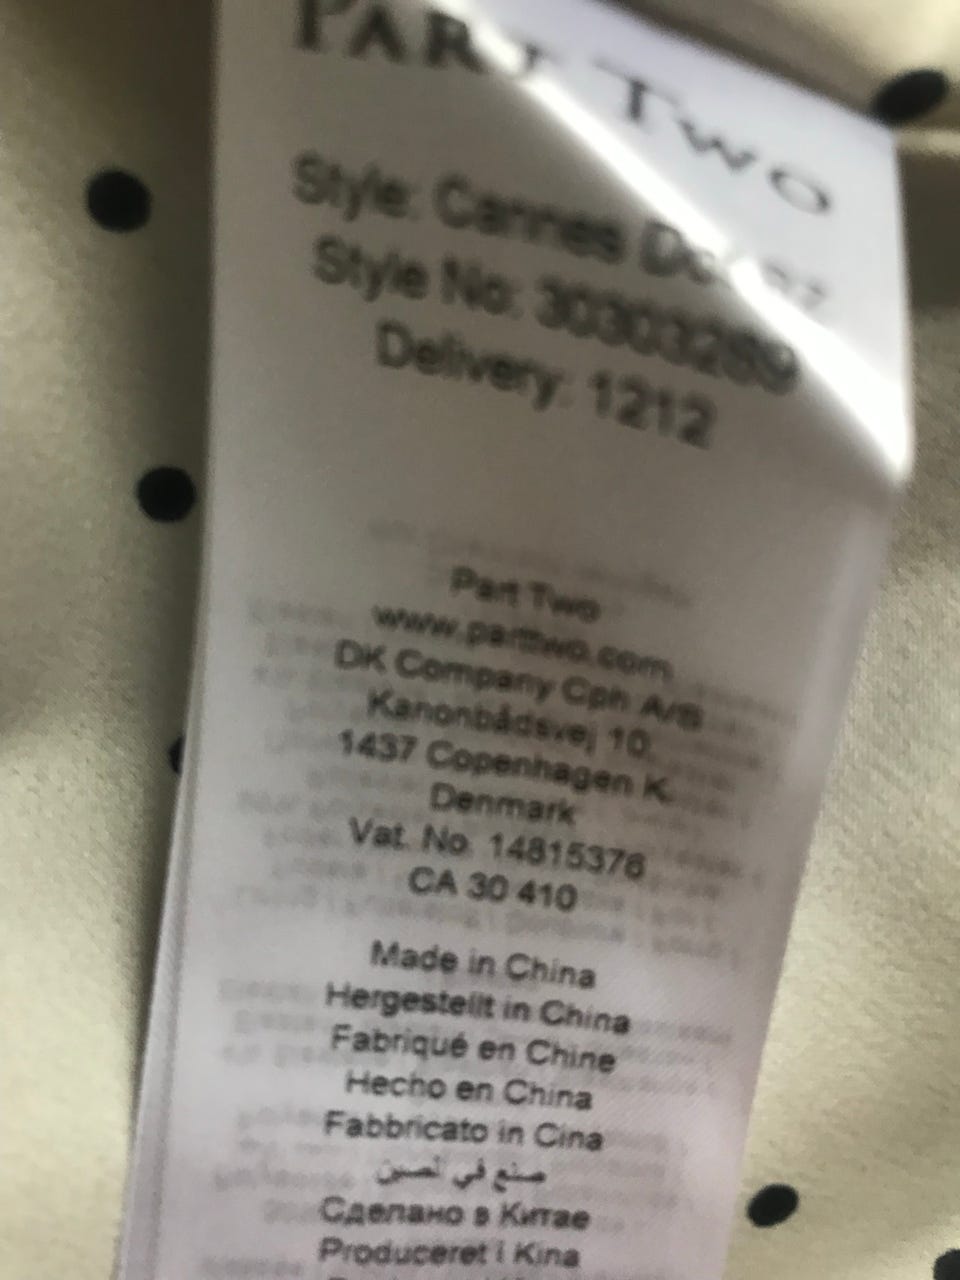 PART TWO
Style: Cannes
Style No: 30303289
Delivery: 1212
Part Two
www.parttwo.com
DK Company Cph A/S
Kanonbådsvej 10,
1437 Copenhagen K.
Denmark
Vat. No. 14815376
CA 30 410
Made in China
Hergestellt in China
Fabriqué en Chine
Hecho en China
Fabbricato in Cina
صنع في الصين
Сделано в Китае
Produceret i Kina